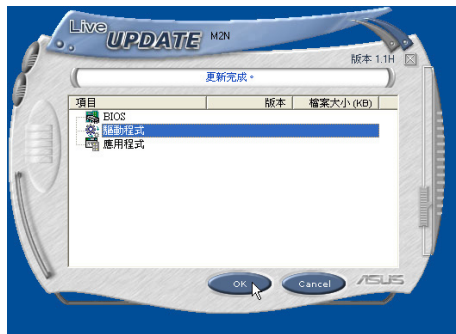 Live UPDATE M2N
版本 1.1H
更新完成。
項目 版本 檔案大小 (KB)
BIOS
驅動程式
應用程式
OK Cancel ASUS